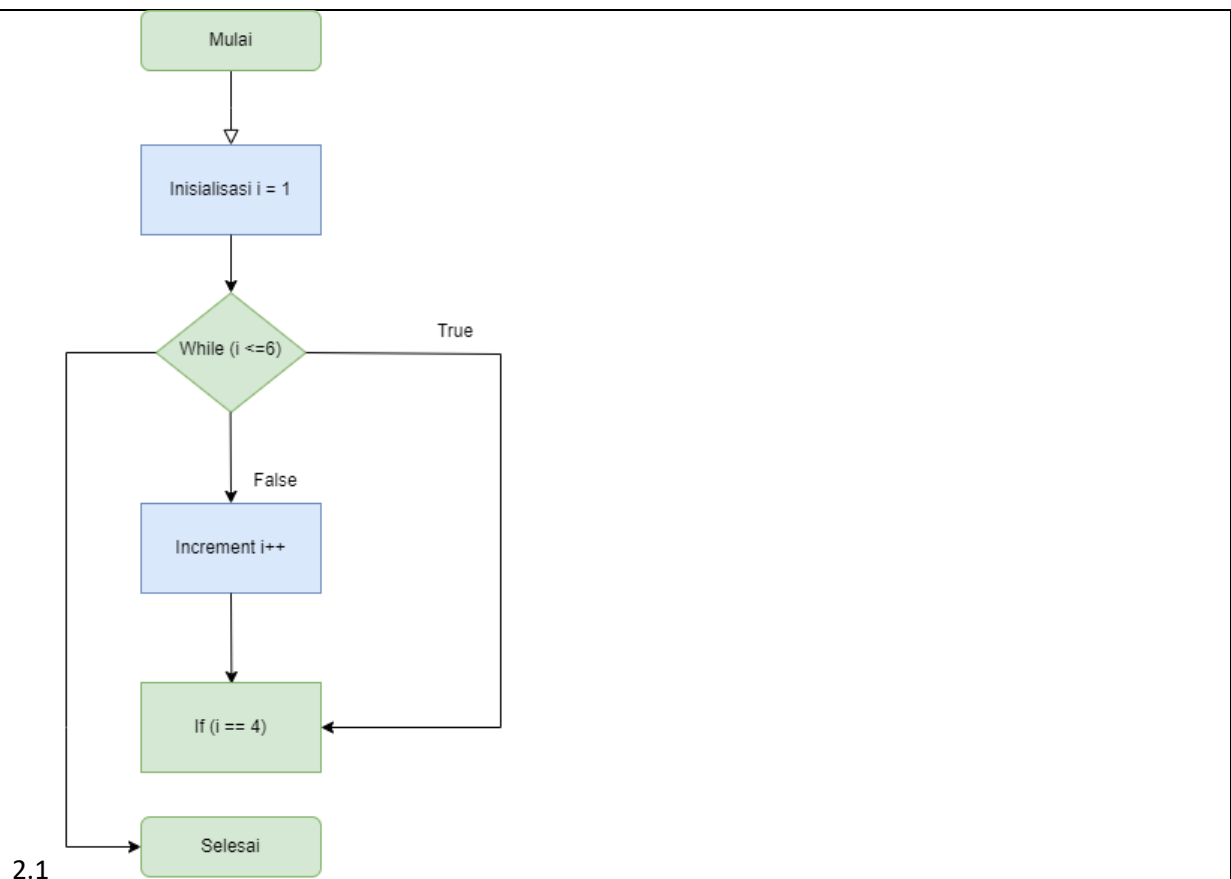 Mulai
Inisialisasi i = 1
True
While (i <=6)
False
Increment i++
If (i == 4)
Selesai
2.1